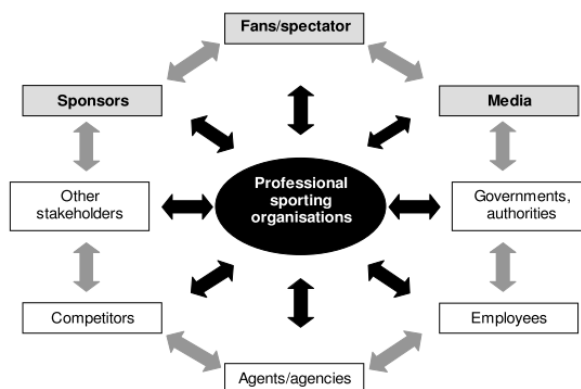 Fans/spectator
Sponsors
Media
Professional
sporting
organisations
Other
stakeholders
Governments,
authorities
Competitors
Employees
Agents/agencies